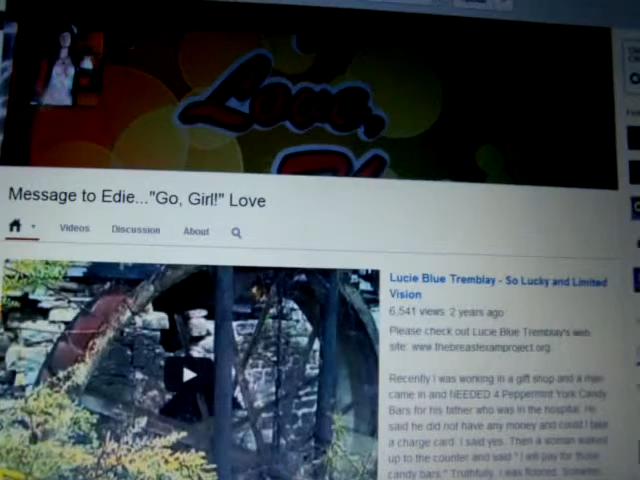 Love,
Message to Edie..."Go, Girl!" Love
Videos Discussion About
Lucie Blue Tremblay - So Lucky and Limited
Vision
6,541 views 2 years ago
Please check out Lucie Blue Tremblay's web
site: www.thebreastexamproject.org
Recently I was working in a gift shop and a man
came in and NEEDED 4 Peppermint York Candy
Bars for his father who was in the hospital. He
said he did not have any money and could I take
a charge card. I said yes. Then a woman walked
up to the counter and said "I will pay for those
candy bars." Truthfully, I was floored.